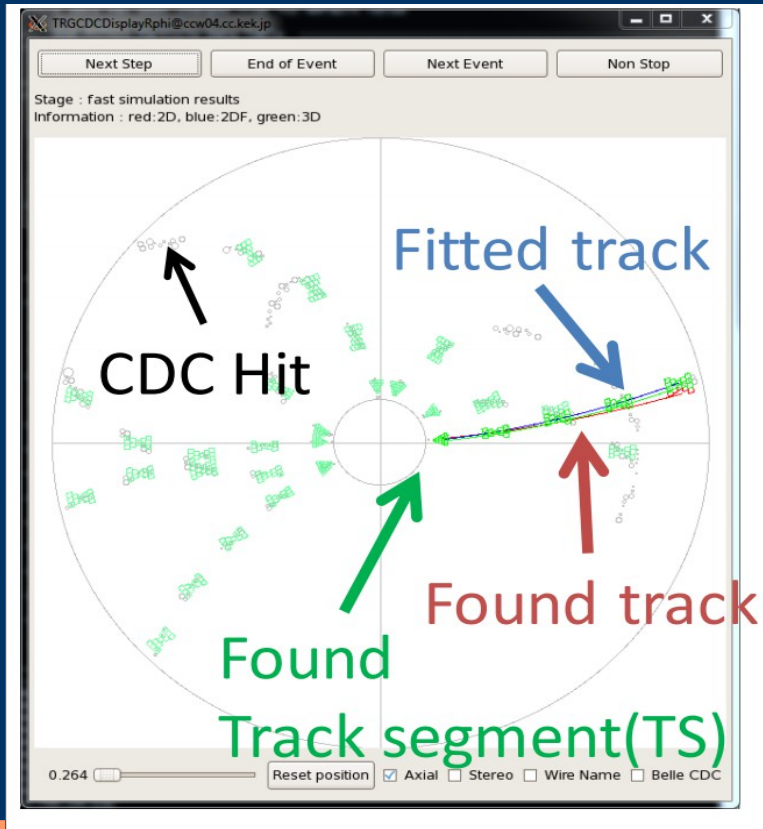 TRGCDCDisplayRphi@ccw04.cc.kek.jp
Next Step End of Event Next Event Non Stop
Stage : fast simulation results
Information : red:2D, blue:2DF, green:3D
Fitted track
CDC Hit
Found track
Found
Track segment(TS)
0.264 Reset position Axial Stereo Wire Name Belle CDC